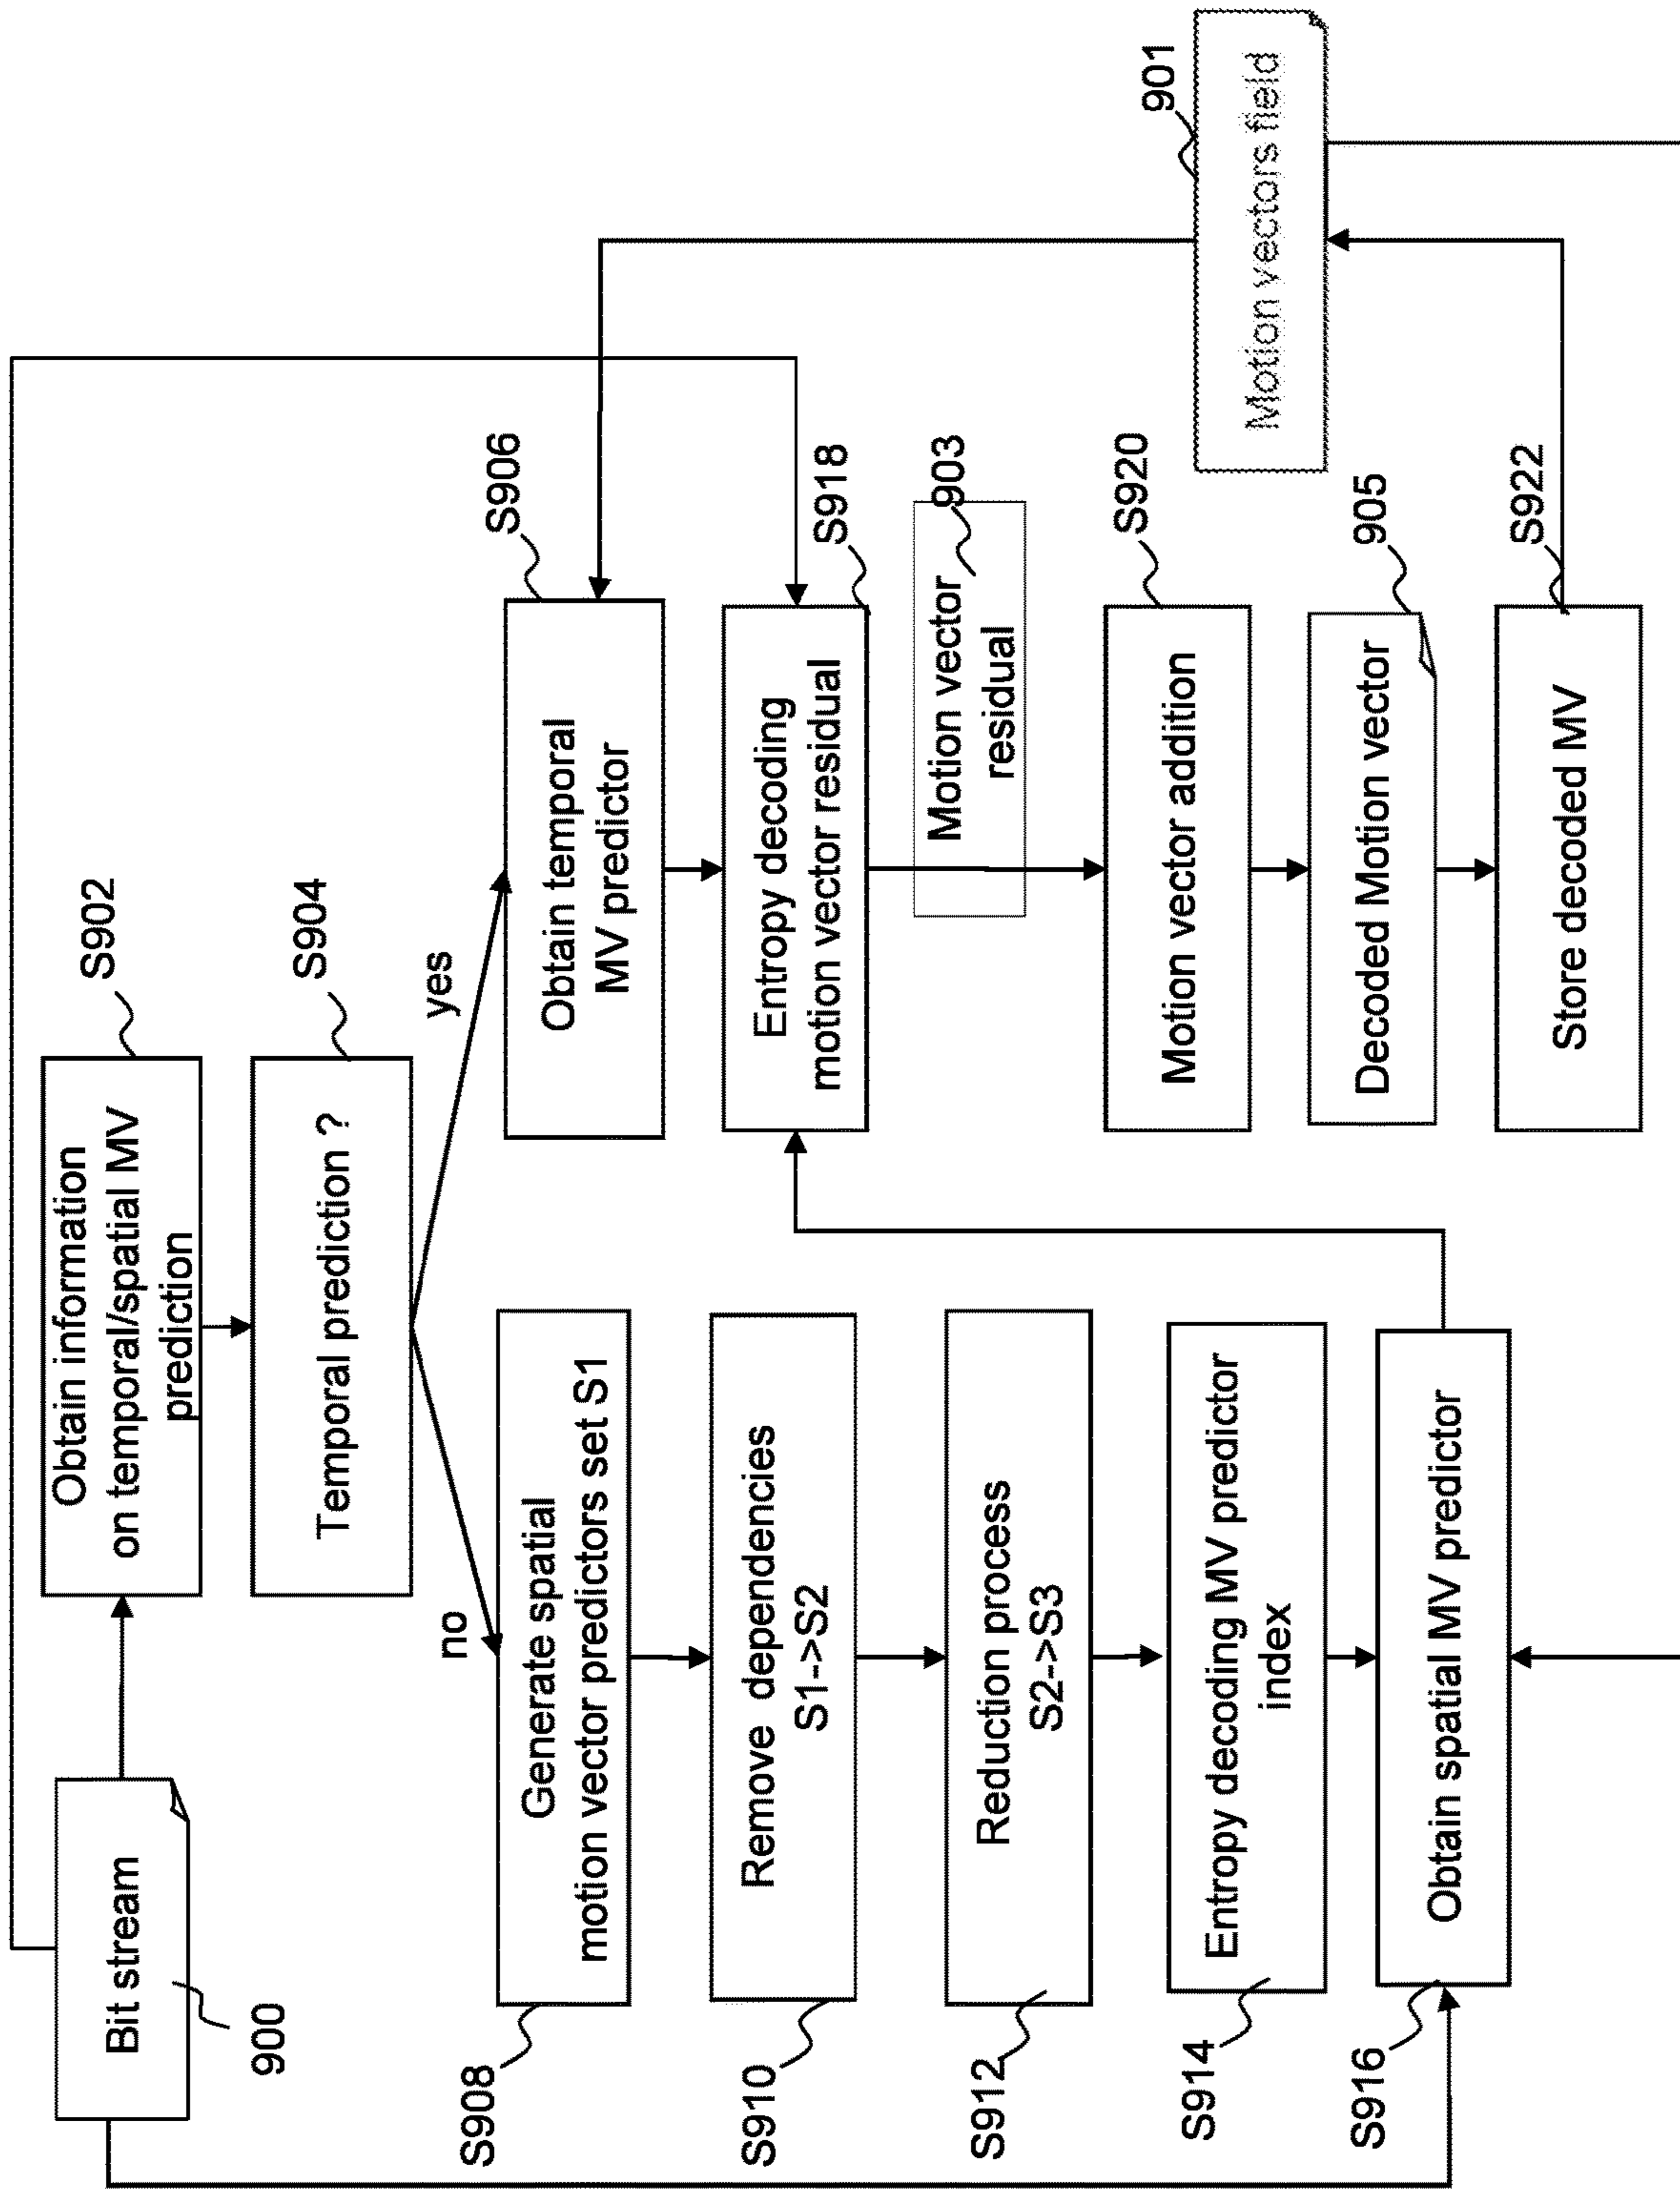 Bit stream
900
Obtain information
on temporal/spatial MV
prediction
S902
Temporal prediction ?
S904
no
yes
Generate spatial
motion vector predictors set S1
S908
Remove dependencies
S1->S2
S910
Reduction process
S2->S3
S912
Entropy decoding MV predictor
index
S914
Obtain spatial MV predictor
S916
Obtain temporal
MV predictor
S906
Entropy decoding
motion vector residual
S918
Motion vector
residual
903
Motion vector addition
S920
Decoded Motion vector
905
Store decoded MV
S922
Motion vectors field
901